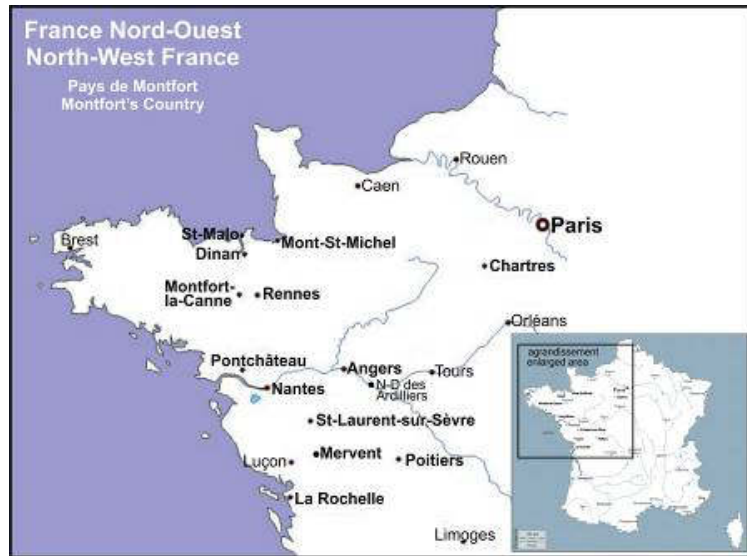 France Nord-Ouest
North-West France
Pays de Montfort
Montfort's Country
Rouen
Caen
Paris
Brest
St-Malo
Mont-St-Michel
Dinan
Chartres
Montfort-
la-Canne
Rennes
Orléans
agrandissement
enlarged area
Pontchâteau
Angers
Tours
N-D des
Ardilliers
Nantes
St-Laurent-sur-Sèvre
Mervent
Luçon
Poitiers
La Rochelle
Limoges